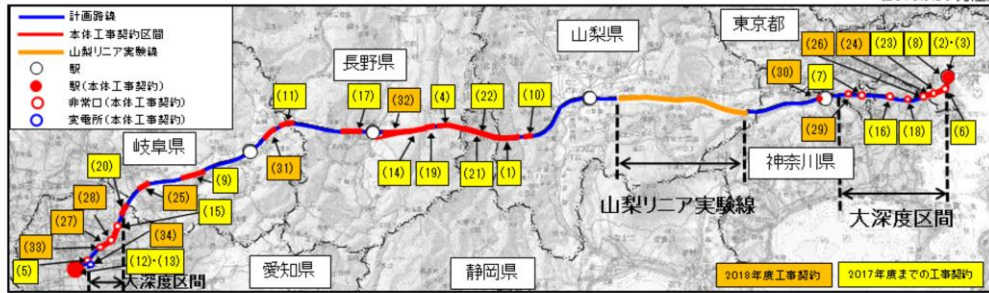 計画路線
本体工事契約区間
山梨リニア実験線
駅
駅(本体工事契約)
非常口(本体工事契約)
変電所(本体工事契約)
東京都
山梨県
長野県
岐阜県
神奈川県
愛知県
静岡県
(26) (24) (23) (8) (2)・(3)
(30) (7)
(11) (17) (32) (4) (22) (10)
(29) (16) (18) (6)
(20) (31) (14) (19) (21) (1)
(28) (25) (9)
(27) (15)
(33) (34)
(5) (12)・(13)
山梨リニア実験線
大深度区間
大深度区間
2018年度工事契約
2017年度までの工事契約